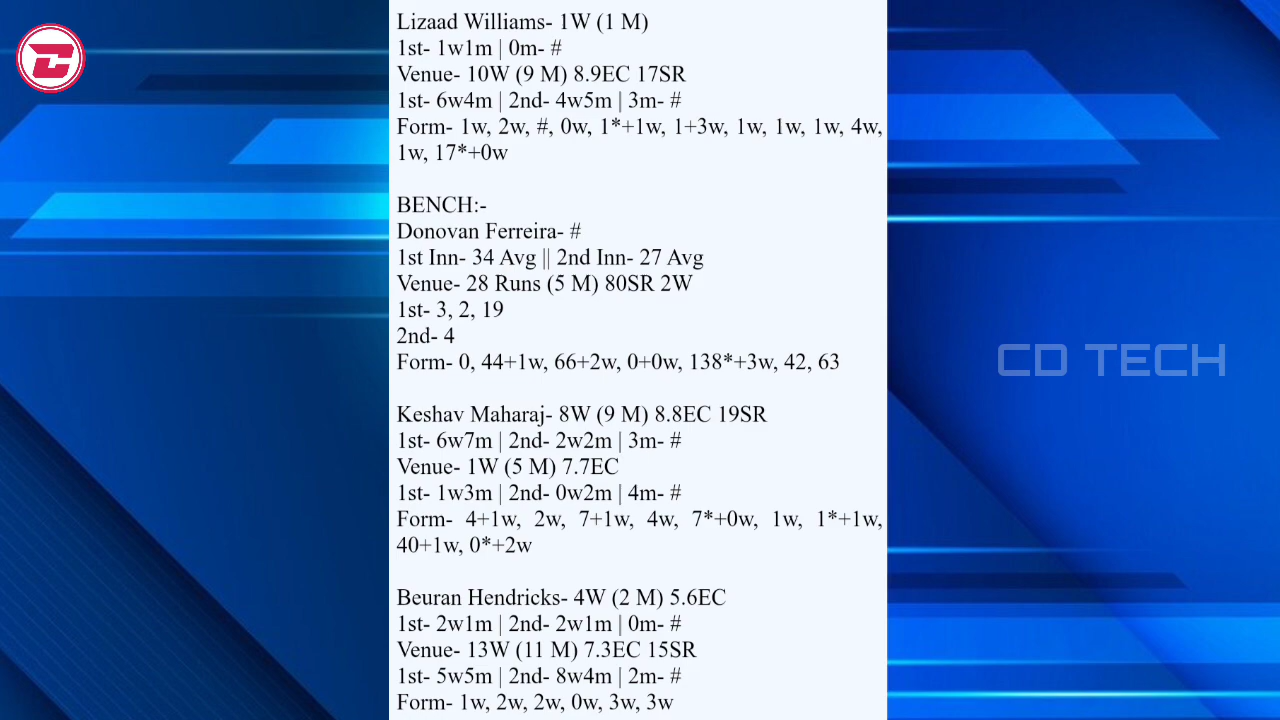 Lizaad Williams- 1W (1 M)
1st- 1w1m | 0m- #
Venue- 10W (9 M) 8.9EC 17SR
1st- 6w4m | 2nd- 4w5m | 3m- #
Form- 1w, 2w, #, 0w, 1*+1w, 1+3w, 1w, 1w, 1w, 4w,
1w, 17*+0w
BENCH:-
Donovan Ferreira- #
1st Inn- 34 Avg || 2nd Inn- 27 Avg
Venue- 28 Runs (5 M) 80SR 2W
1st- 3, 2, 19
2nd- 4
Form- 0, 44+1w, 66+2w, 0+0w, 138*+3w, 42, 63
Keshav Maharaj- 8W (9 M) 8.8EC 19SR
1st- 6w7m | 2nd- 2w2m | 3m- #
Venue- 1W (5 M) 7.7EC
1st- 1w3m | 2nd- 0w2m | 4m- #
Form- 4+1w, 2w, 7+1w, 4w, 7*+0w, 1w, 1*+1w,
40+1w, 0*+2w
Beuran Hendricks- 4W (2 M) 5.6EC
1st- 2w1m | 2nd- 2w1m | 0m- #
Venue- 13W (11 M) 7.3EC 15SR
1st- 5w5m | 2nd- 8w4m | 2m- #
Form- 1w, 2w, 2w, 0w, 3w, 3w
CD TECH